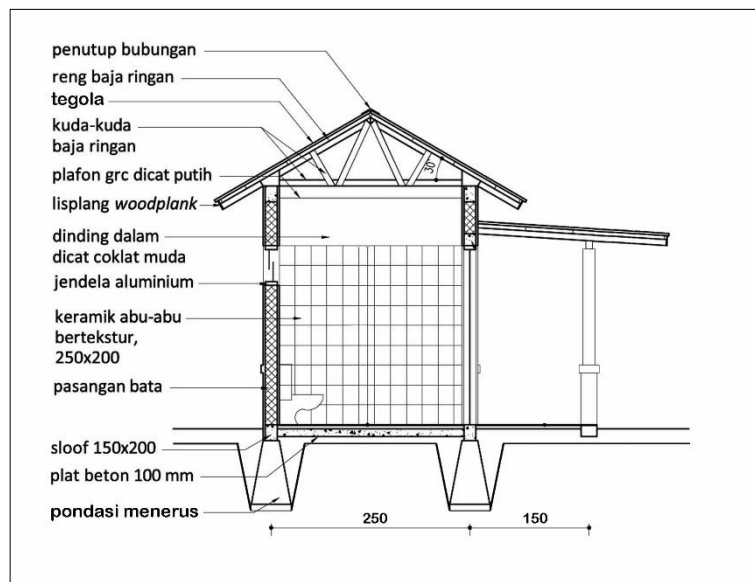 penutup bubungan
reng baja ringan
tegola
kuda-kuda
baja ringan
plafon grc dicat putih
lisplang woodplank
dinding dalam
dicat coklat muda
jendela aluminium
keramik abu-abu
bertekstur,
250x200
pasangan bata
sloof 150x200
plat beton 100 mm
pondasi menerus
30°
250
150